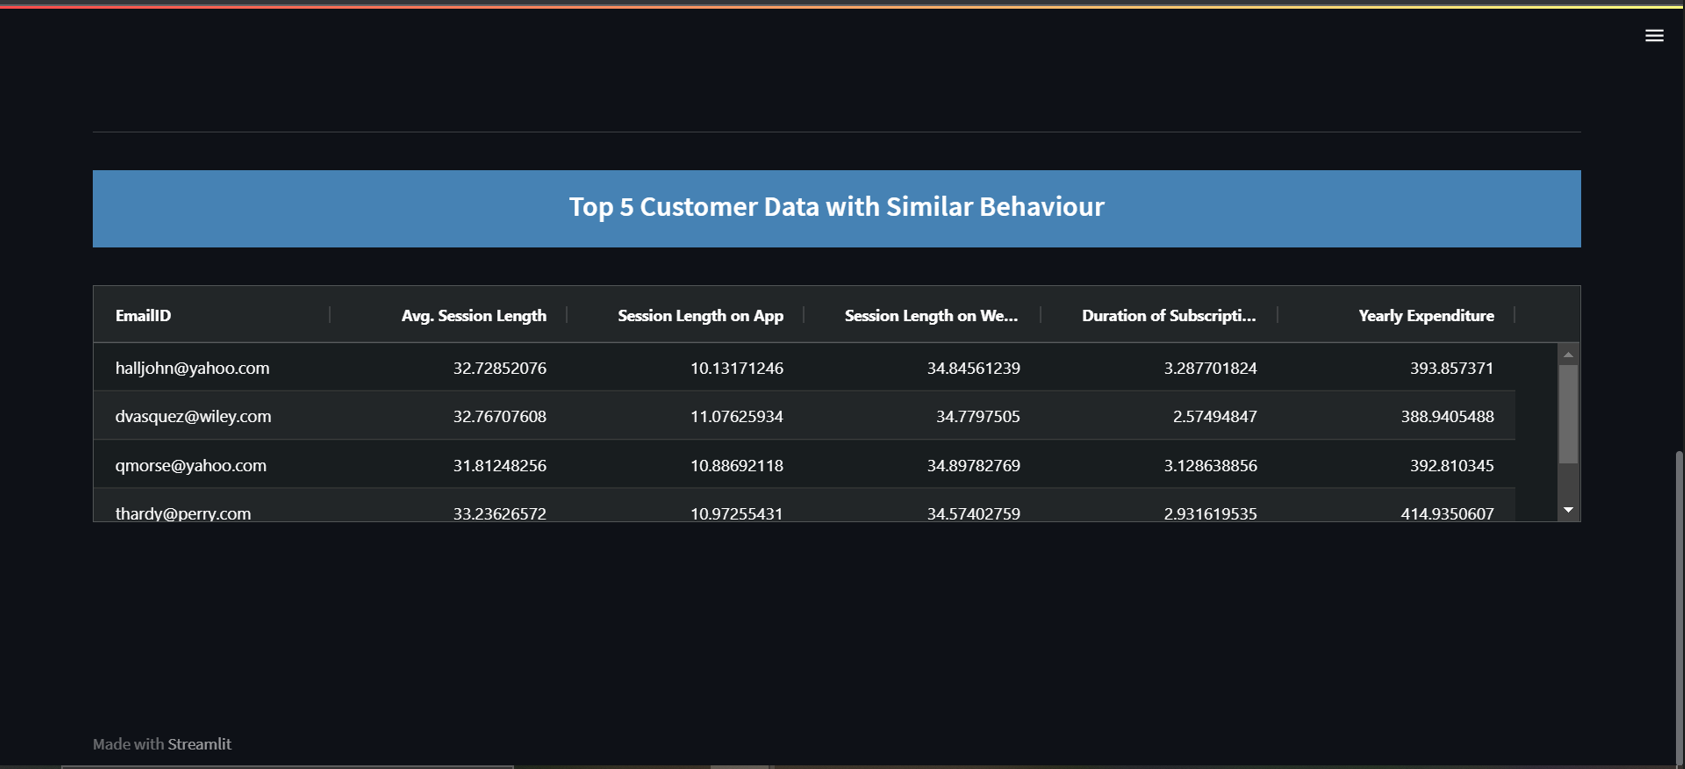 Top 5 Customer Data with Similar Behaviour
EmailID Avg. Session Length Session Length on App Session Length on We... Duration of Subscripti... Yearly Expenditure
halljohn@yahoo.com 32.72852076 10.13171246 34.84561239 3.287701824 393.857371
dvasquez@wiley.com 32.76707608 11.07625934 34.7797505 2.57494847 388.9405488
qmorse@yahoo.com 31.81248256 10.88692118 34.89782769 3.128638856 392.810345
thardy@perry.com 33.23626572 10.97255431 34.57402759 2.931619535 414.9350607
Made with Streamlit